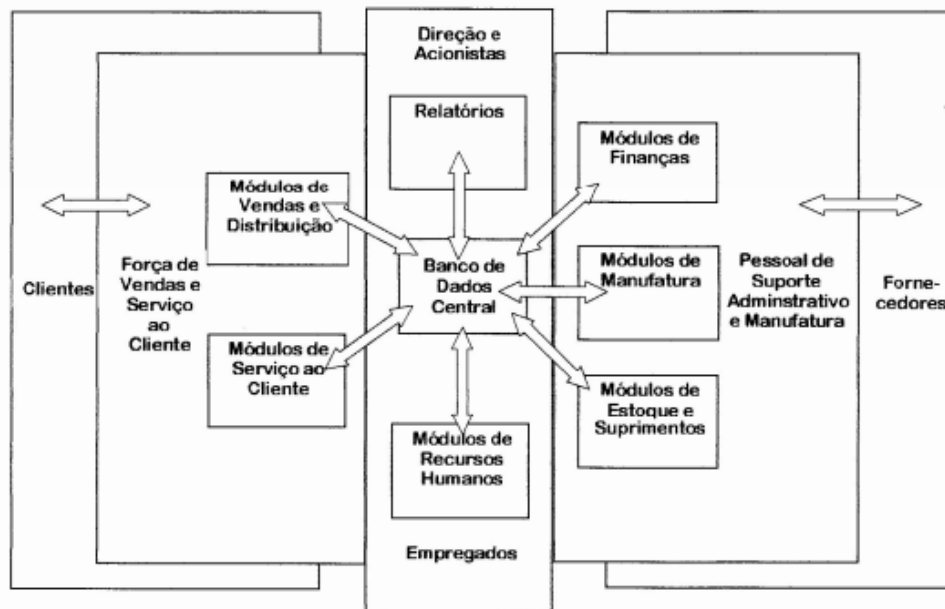 Direção e
Acionistas
Relatórios
Módulos de
Finanças
Móduloa de
Vendas e
Distribuição
Banco de
Dados
Central
Módulos de
Manufatura
Clientes
Força de
Vendas e
Serviço
ao
Cliente
Pessoal de
Suporte
Adminstrativo
e Manufatura
Forne-
cedores
Módulos de
Serviço ao
Cliente
Módulos de
Estoque e
Suprimentos
Módulos de
Recursos
Humanos
Empregados